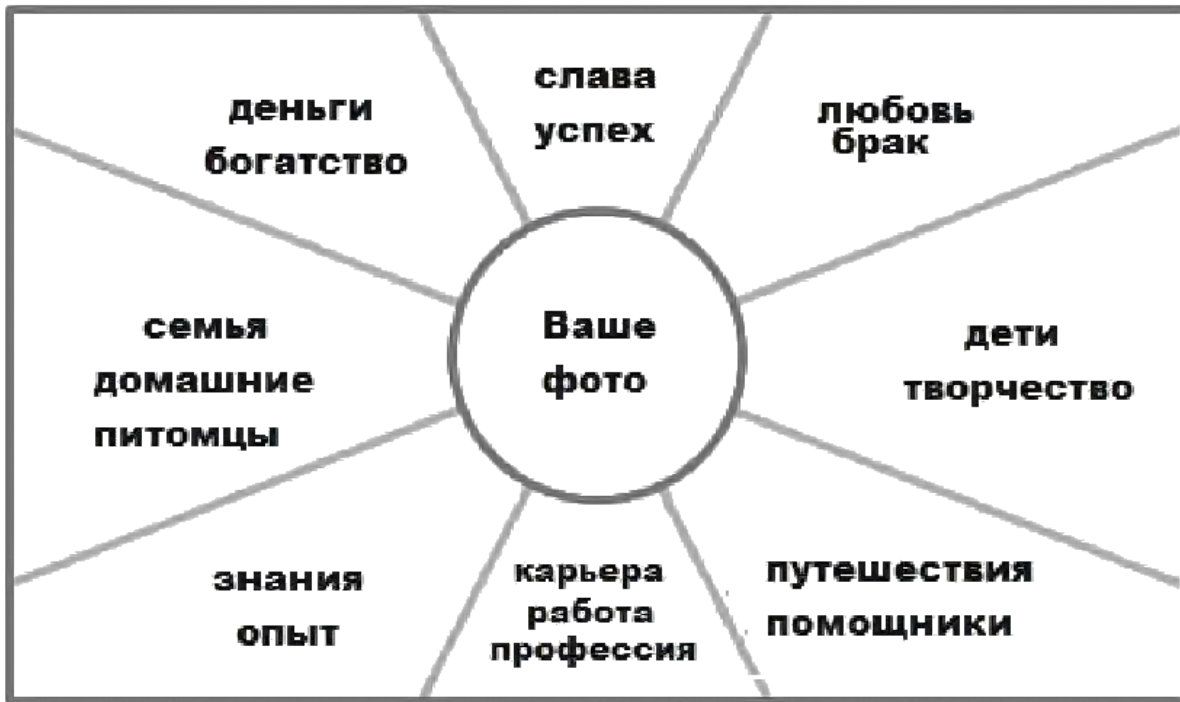 деньги
богатство
слава
успех
любовь
брак
семья
домашние
питомцы
Ваше
фото
дети
творчество
знания
опыт
карьера
работа
профессия
путешествия
помощники